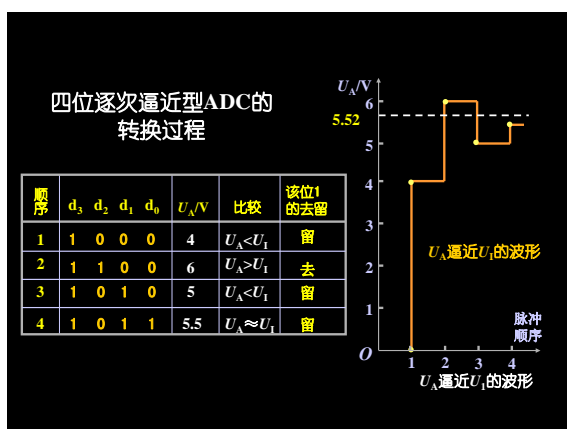 四位逐次逼近型ADC的
转换过程
顺序 d3 d2 d1 d0 UA/V 比较 该位1的去留
1 1 0 0 0 4 UA<UI 留
2 1 1 0 0 6 UA>UI 去
3 1 0 1 0 5 UA<UI 留
4 1 0 1 1 5.5 UA≈UI 留
UA/V
6
5.52
5
4
3
UA逼近UI的波形
2
1
脉冲
顺序
O 1 2 3 4
UA逼近U1的波形